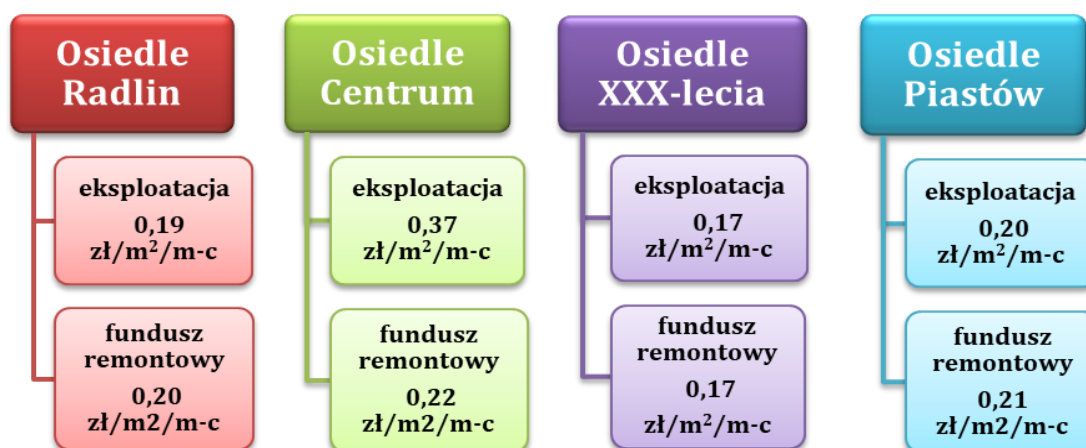 Osiedle
Radlin
eksploatacja
0,19
zł/m²/m-c
fundusz
remontowy
0,20
zł/m2/m-c
Osiedle
Centrum
eksploatacja
0,37
zł/m²/m-c
fundusz
remontowy
0,22
zł/m2/m-c
Osiedle
XXX-lecia
eksploatacja
0,17
zł/m²/m-c
fundusz
remontowy
0,17
zł/m²/m-c
Osiedle
Piastów
eksploatacja
0,20
zł/m²/m-c
fundusz
remontowy
0,21
zł/m2/m-c